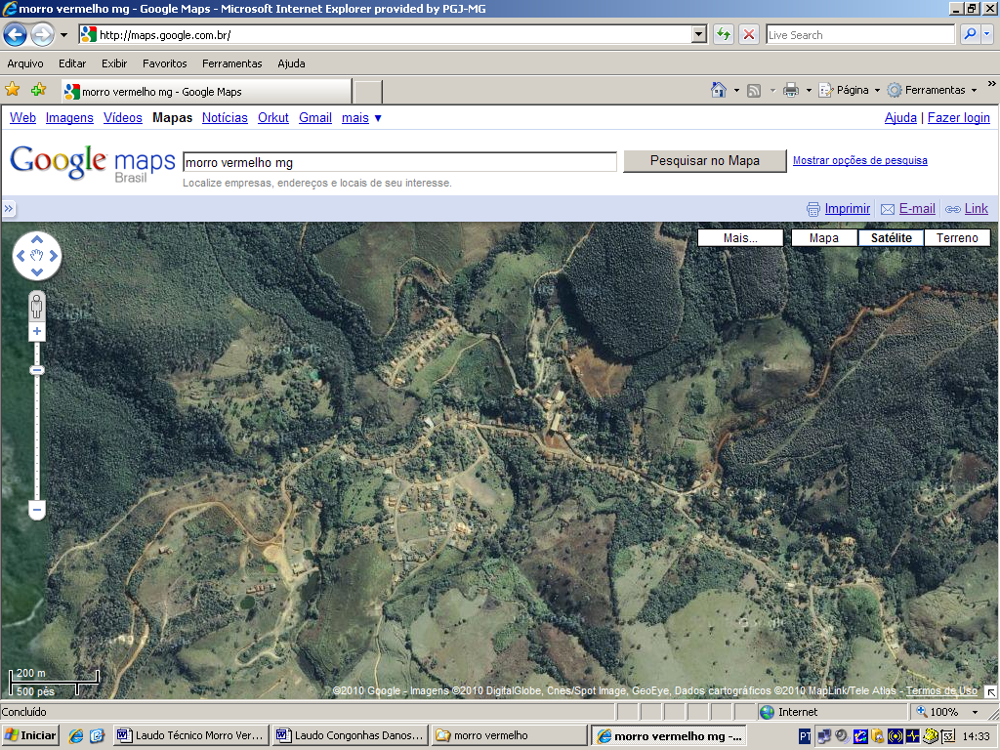 morro vermelho mg - Google Maps - Microsoft Internet Explorer provided by PGJ-MG
http://maps.google.com.br/
Live Search
Arquivo Editar Exibir Favoritos Ferramentas Ajuda
morro vermelho mg - Google Maps
Página Ferramentas »
Web Imagens Vídeos Mapas Notícias Orkut Gmail mais ▼ Ajuda | Fazer login
Google maps
Brasil
morro vermelho mg
Pesquisar no Mapa
Mostrar opções de pesquisa
Localize empresas, endereços e locais de seu interesse.
» Imprimir E-mail Link
Mais... Mapa Satélite Terreno
200 m
500 pés
©2010 Google - Imagens ©2010 DigitalGlobe, Cnes/Spot Image, GeoEye, Dados cartográficos ©2010 MapLink/Tele Atlas - Termos de Uso
Concluído Internet 100%
Iniciar Laudo Técnico Morro Ver... Laudo Congonhas Danos... morro vermelho morro vermelho mg -... PT 14:33